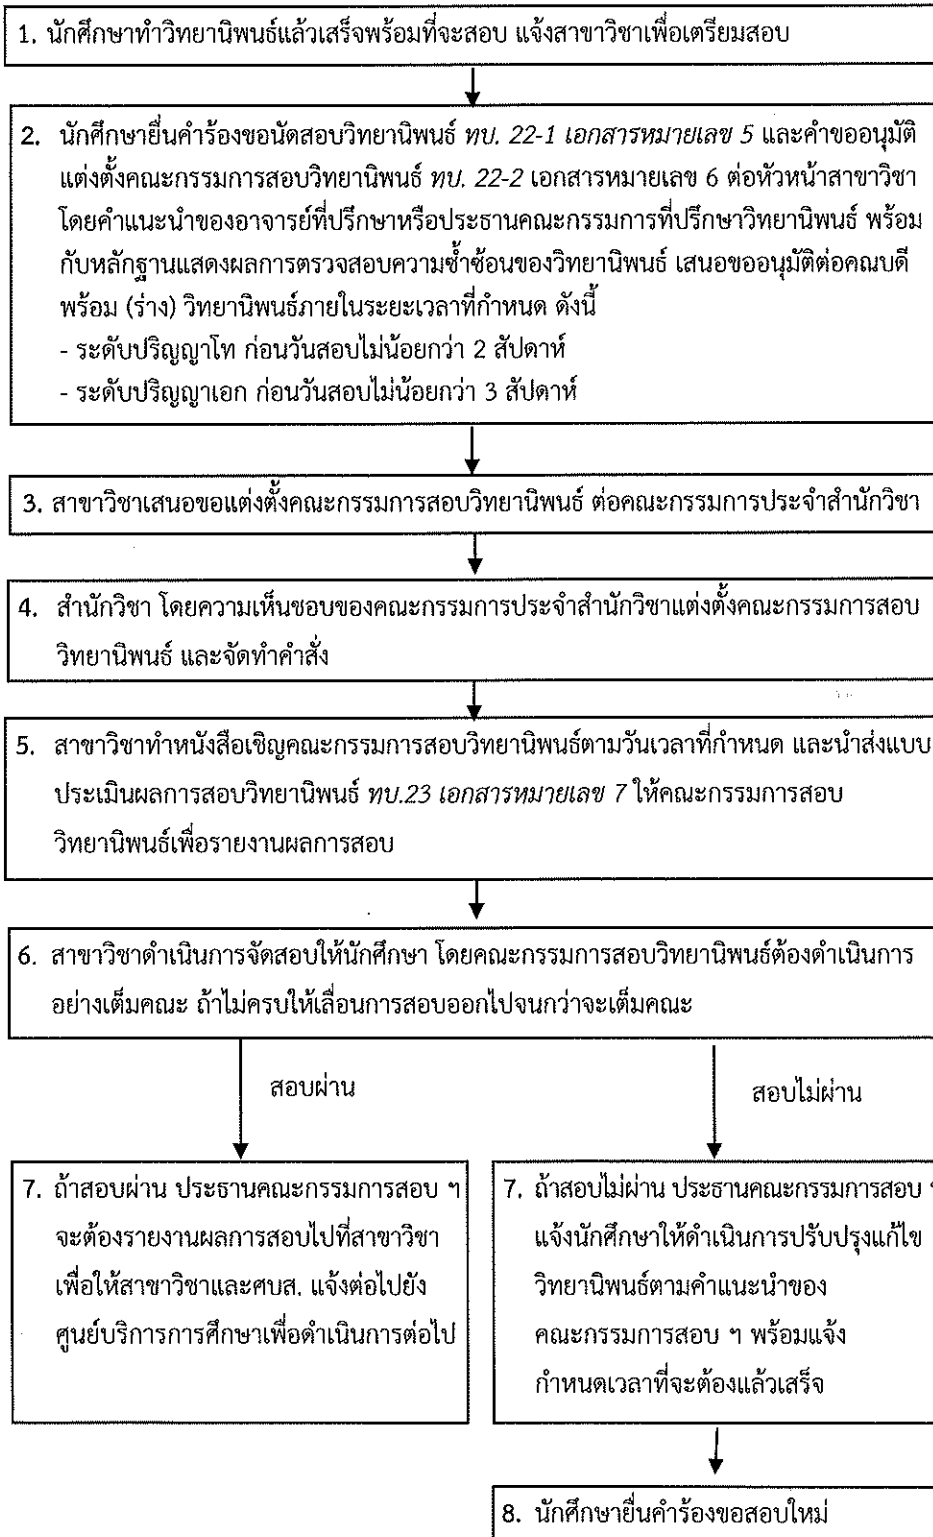 1. นักศึกษาทำวิทยานิพนธ์แล้วเสร็จพร้อมที่จะสอบ แจ้งสาขาวิชาเพื่อเตรียมสอบ
2. นักศึกษายื่นคำร้องขอนัดสอบวิทยานิพนธ์ ทบ. 22-1 เอกสารหมายเลข 5 และคำขออนุมัติ
แต่งตั้งคณะกรรมการสอบวิทยานิพนธ์ ทบ. 22-2 เอกสารหมายเลข 6 ต่อหัวหน้าสาขาวิชา
โดยคำแนะนำของอาจารย์ที่ปรึกษาหรือประธานคณะกรรมการที่ปรึกษาวิทยานิพนธ์ พร้อม
กับหลักฐานแสดงผลการตรวจสอบความซ้ำซ้อนของวิทยานิพนธ์ เสนอขออนุมัติต่อคณบดี
พร้อม (ร่าง) วิทยานิพนธ์ภายในระยะเวลาที่กำหนด ดังนี้
- ระดับปริญญาโท ก่อนวันสอบไม่น้อยกว่า 2 สัปดาห์
- ระดับปริญญาเอก ก่อนวันสอบไม่น้อยกว่า 3 สัปดาห์
3. สาขาวิชาเสนอขอแต่งตั้งคณะกรรมการสอบวิทยานิพนธ์ ต่อคณะกรรมการประจำสำนักวิชา
4. สำนักวิชา โดยความเห็นชอบของคณะกรรมการประจำสำนักวิชาแต่งตั้งคณะกรรมการสอบ
วิทยานิพนธ์ และจัดทำคำสั่ง
5. สาขาวิชาทำหนังสือเชิญคณะกรรมการสอบวิทยานิพนธ์ตามวันเวลาที่กำหนด และนำส่งแบบ
ประเมินผลการสอบวิทยานิพนธ์ ทบ.23 เอกสารหมายเลข 7 ให้คณะกรรมการสอบ
วิทยานิพนธ์เพื่อรายงานผลการสอบ
6. สาขาวิชาดำเนินการจัดสอบให้นักศึกษา โดยคณะกรรมการสอบวิทยานิพนธ์ต้องดำเนินการ
อย่างเต็มคณะ ถ้าไม่ครบให้เลื่อนการสอบออกไปจนกว่าจะเต็มคณะ
สอบผ่าน
สอบไม่ผ่าน
7. ถ้าสอบผ่าน ประธานคณะกรรมการสอบ ฯ
จะต้องรายงานผลการสอบไปที่สาขาวิชา
เพื่อให้สาขาวิชาและศบส. แจ้งต่อไปยัง
ศูนย์บริการการศึกษาเพื่อดำเนินการต่อไป
7. ถ้าสอบไม่ผ่าน ประธานคณะกรรมการสอบ ฯ
แจ้งนักศึกษาให้ดำเนินการปรับปรุงแก้ไข
วิทยานิพนธ์ตามคำแนะนำของ
คณะกรรมการสอบ ฯ พร้อมแจ้ง
กำหนดเวลาที่จะต้องแล้วเสร็จ
8. นักศึกษายื่นคำร้องขอสอบใหม่